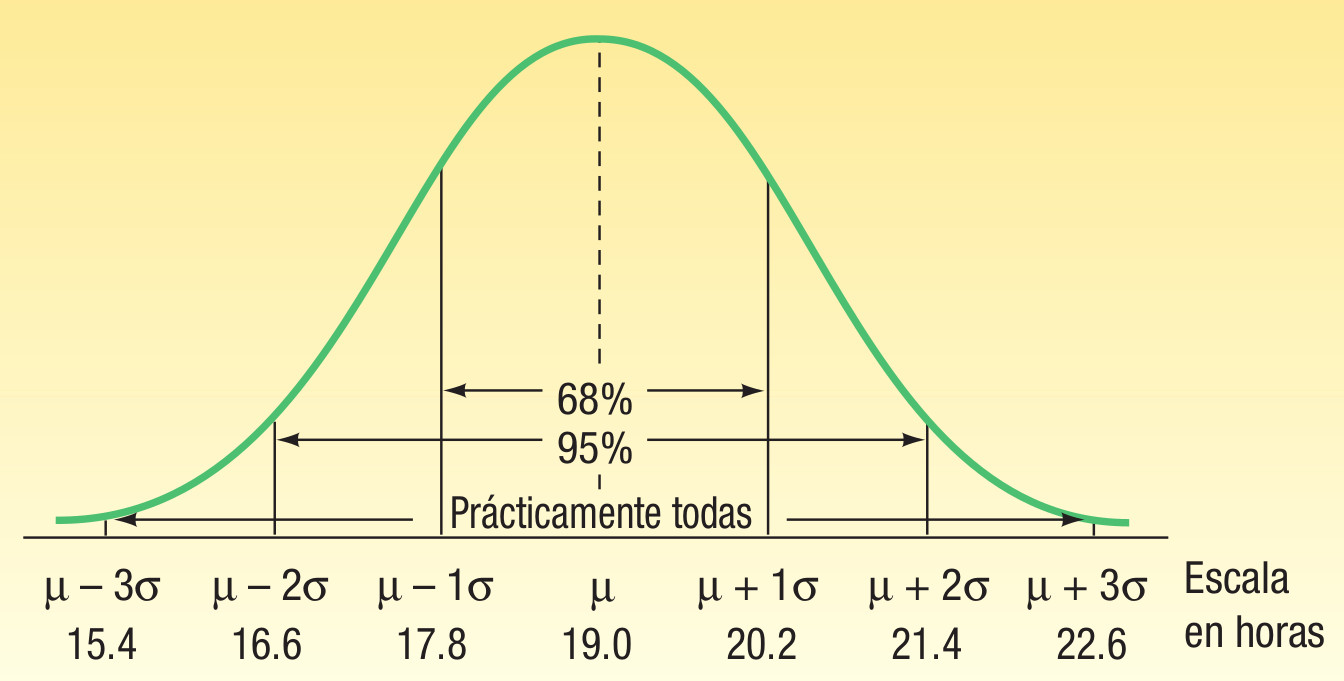 68%
95%
Prácticamente todas
μ – 3σ μ – 2σ μ – 1σ μ μ + 1σ μ + 2σ μ + 3σ Escala
15.4 16.6 17.8 19.0 20.2 21.4 22.6 en horas